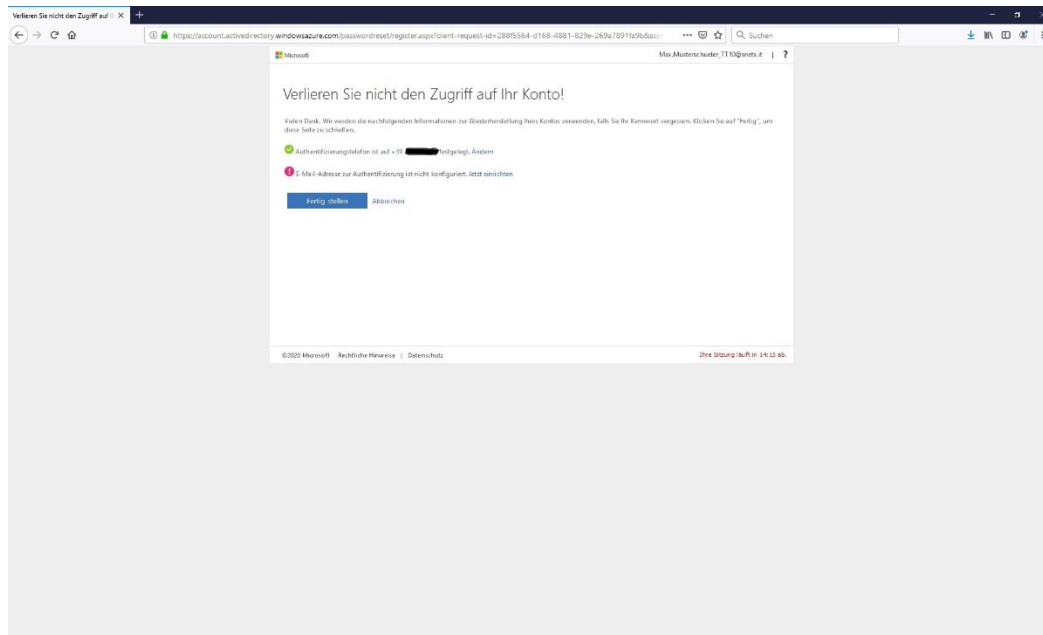 Verlieren Sie nicht den Zugriff auf
https://account.activedirectory.windowsazure.com/passwordreset/register.aspx?client-request-id=288f5564-d168-4881-829e-269a7891fa9b&ss
Suchen
Microsoft
Max.Musterschueler_TT10@snets.it | ?
Verlieren Sie nicht den Zugriff auf Ihr Konto!
Vielen Dank. Wir werden die nachfolgenden Informationen zur Wiederherstellung Ihres Kontos verwenden, falls Sie Ihr Kennwort vergessen. Klicken Sie auf "Fertig", um
diese Seite zu schließen.
Authentifizierungstelefon ist auf +39 festgelegt. Ändern
E-Mail-Adresse zur Authentifizierung ist nicht konfiguriert. Jetzt einrichten
Fertig stellen Abbrechen
©2020 Microsoft Rechtliche Hinweise | Datenschutz
Ihre Sitzung läuft in 14:15 ab.